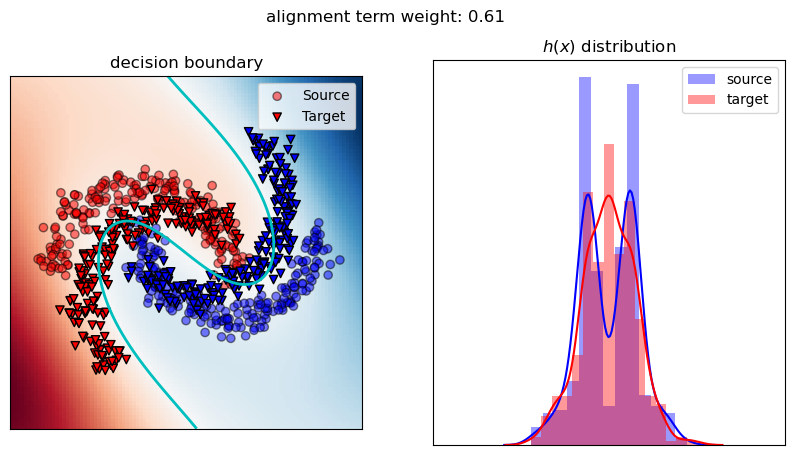 alignment term weight: 0.61
decision boundary
Source
Target
h(x) distribution
source
target